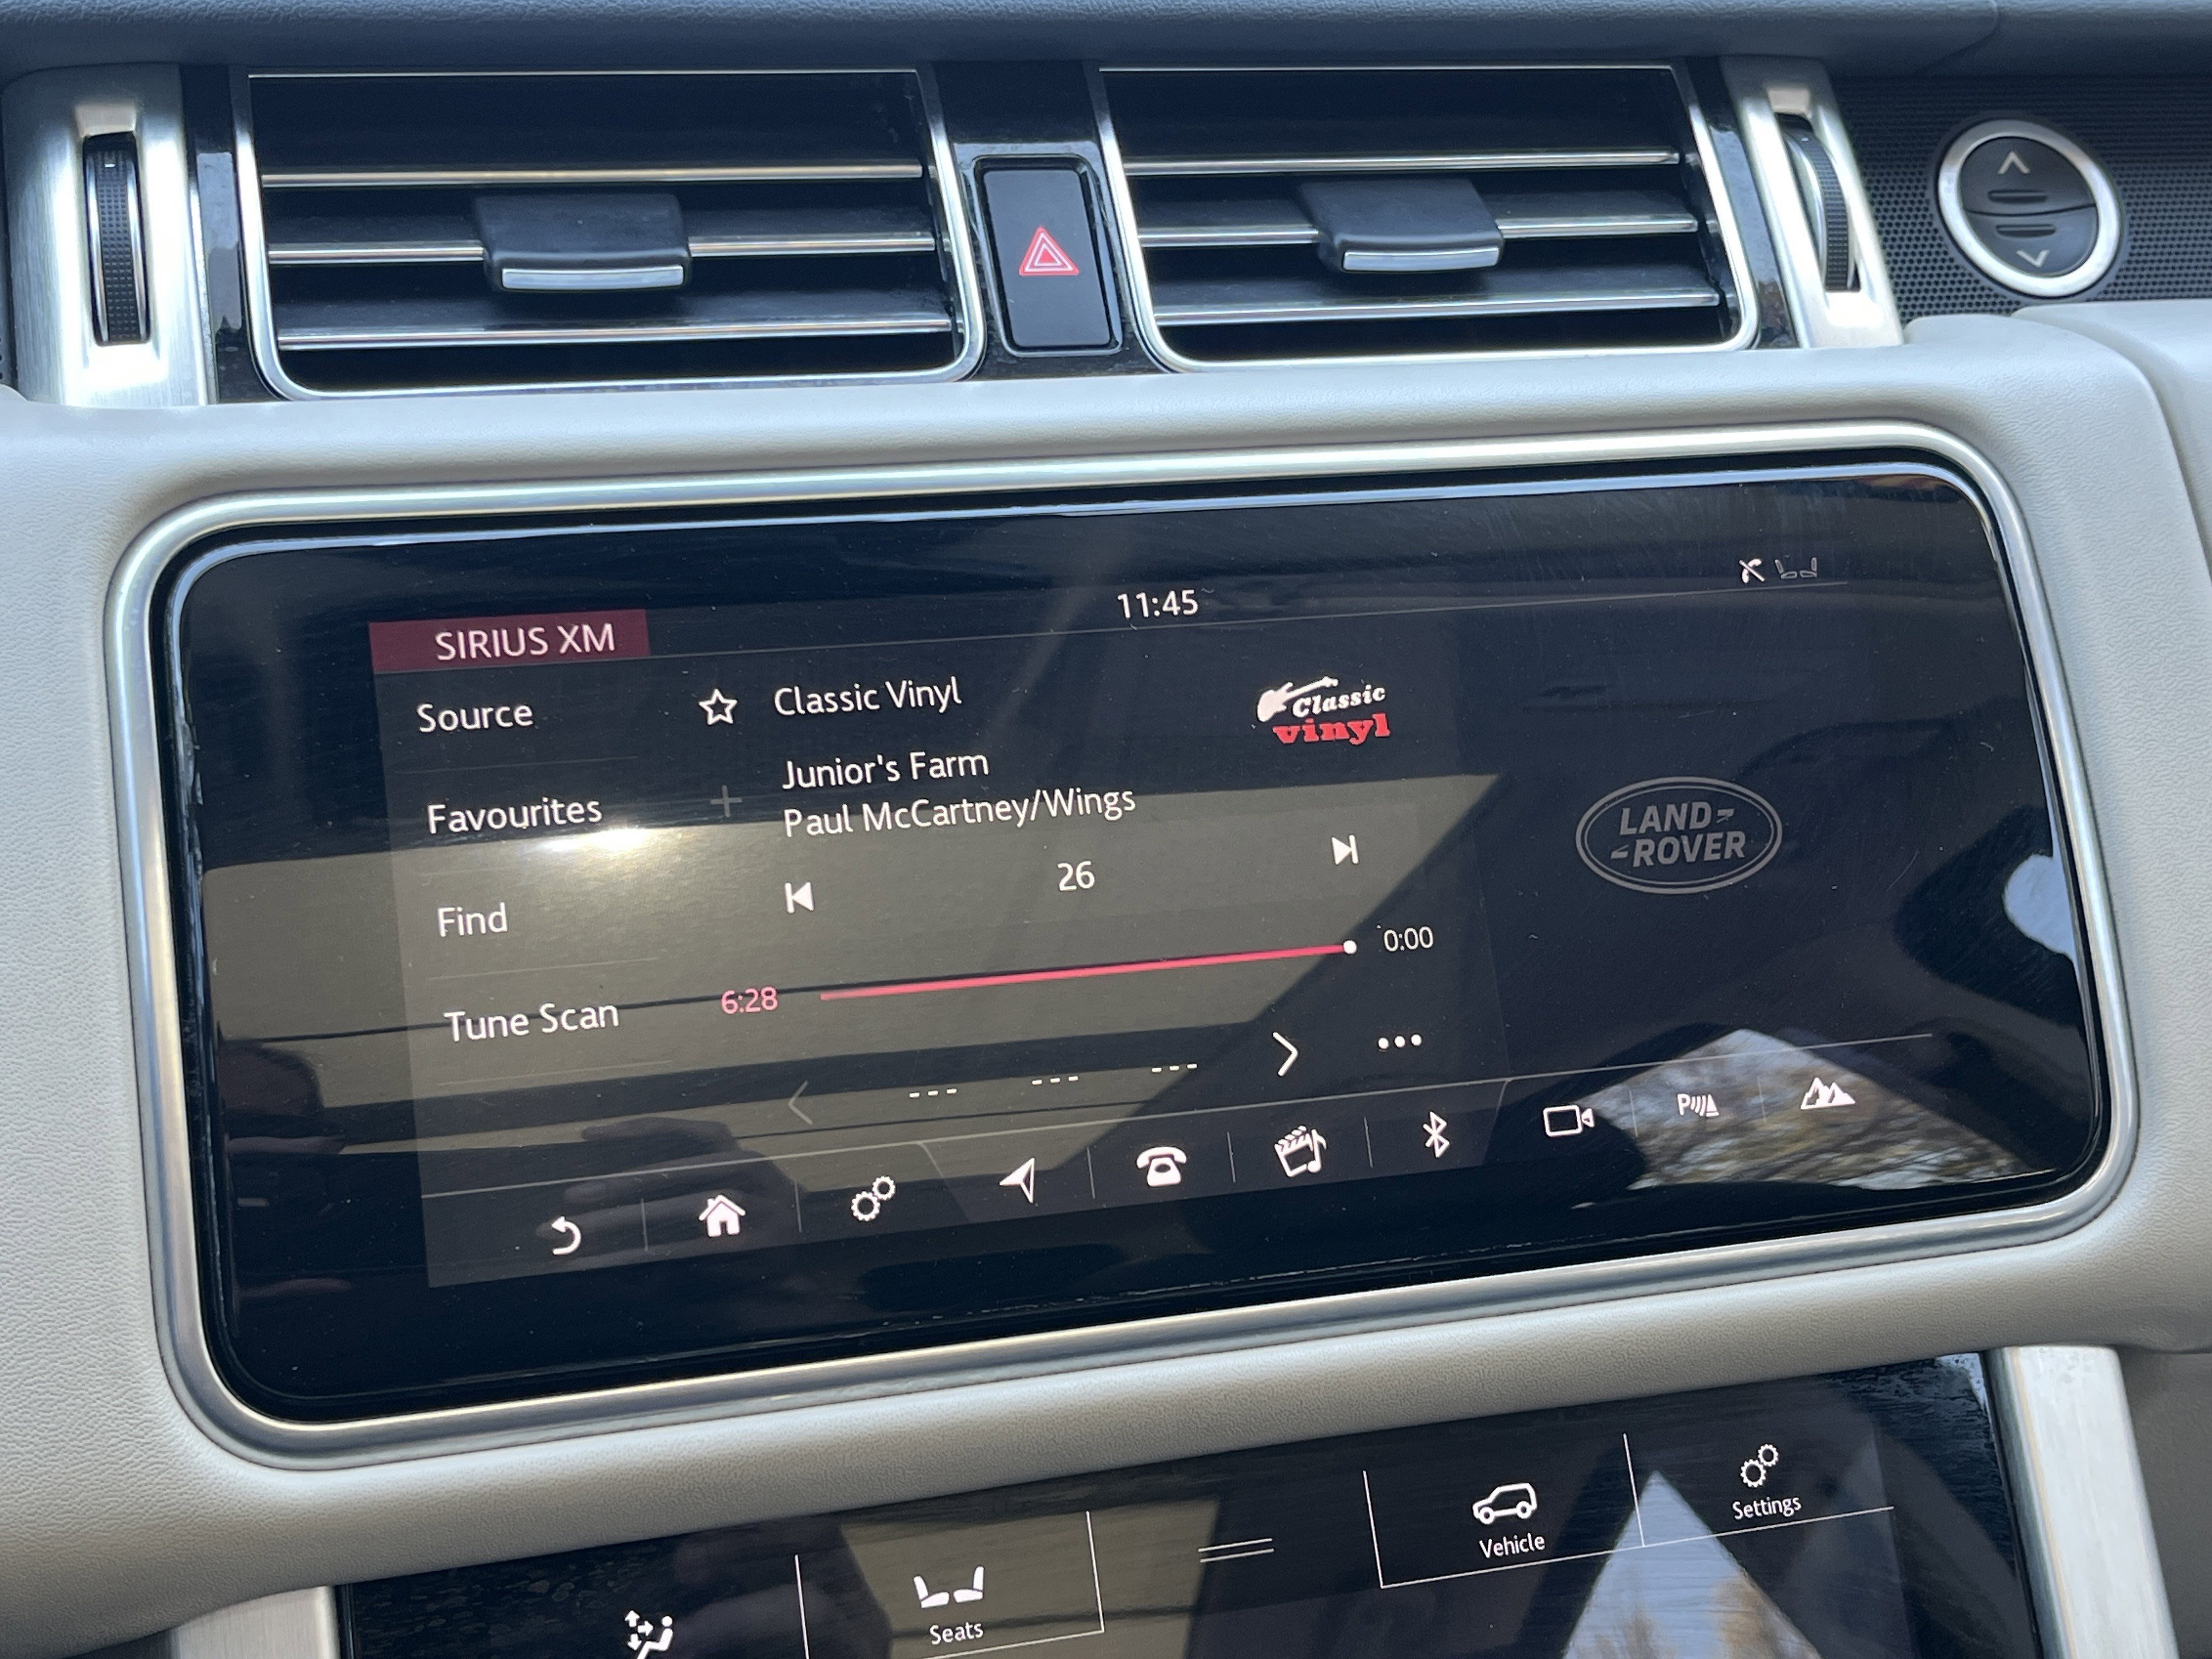 11:45
SIRIUS XM
Source
Classic Vinyl
Classic
vinyl
Junior's Farm
Favourites
Paul McCartney/Wings
LAND
ROVER
26
Find
0:00
6:28
Tune Scan
--- --- ---
P
Settings
Vehicle
Seats